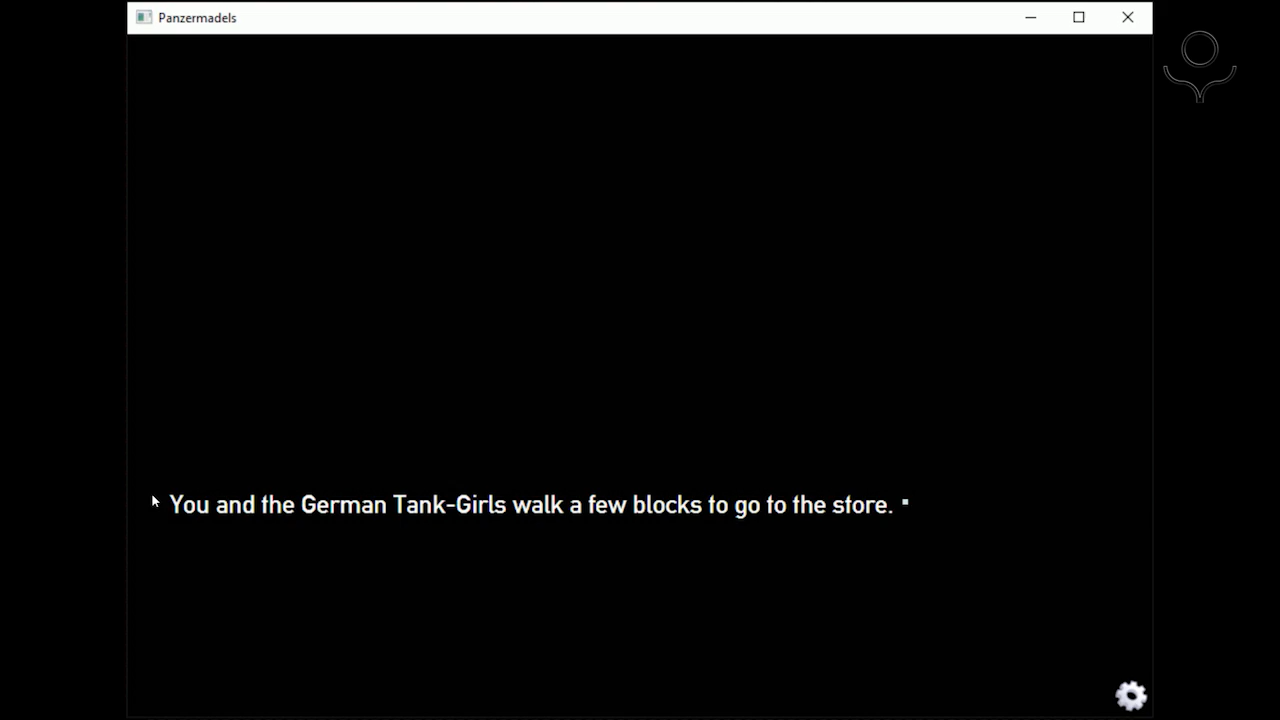 Panzermadels
You and the German Tank-Girls walk a few blocks to go to the store.